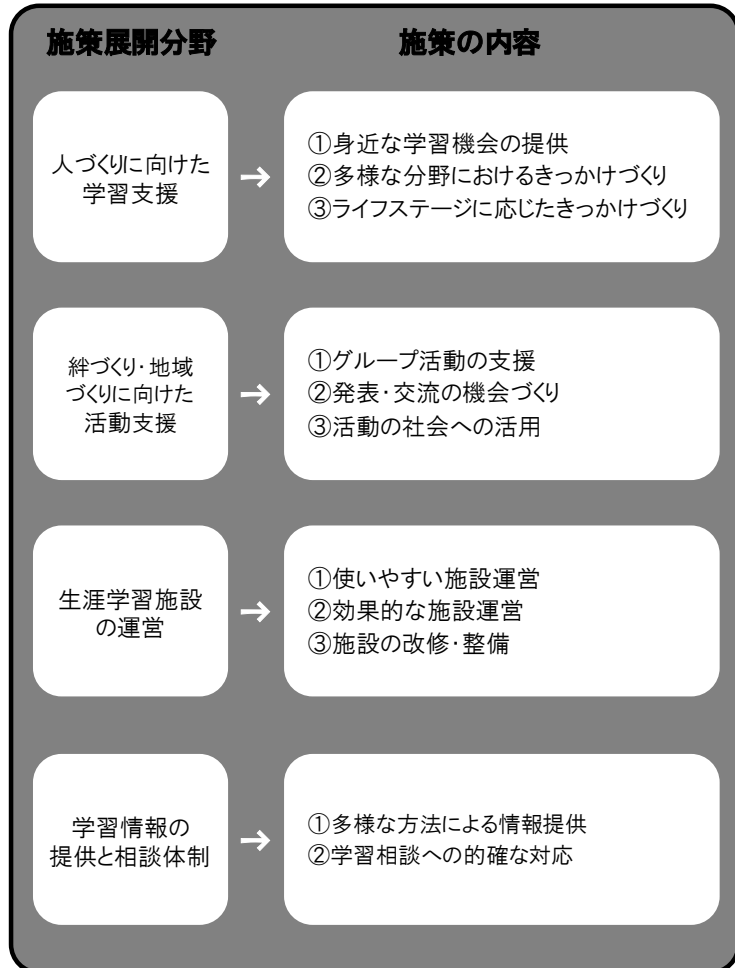 施策展開分野
施策の内容
人づくりに向けた
学習支援
→
①身近な学習機会の提供
②多様な分野におけるきっかけづくり
③ライフステージに応じたきっかけづくり
絆づくり・地域
づくりに向けた
活動支援
→
①グループ活動の支援
②発表・交流の機会づくり
③活動の社会への活用
生涯学習施設
の運営
→
①使いやすい施設運営
②効果的な施設運営
③施設の改修・整備
学習情報の
提供と相談体制
→
①多様な方法による情報提供
②学習相談への的確な対応